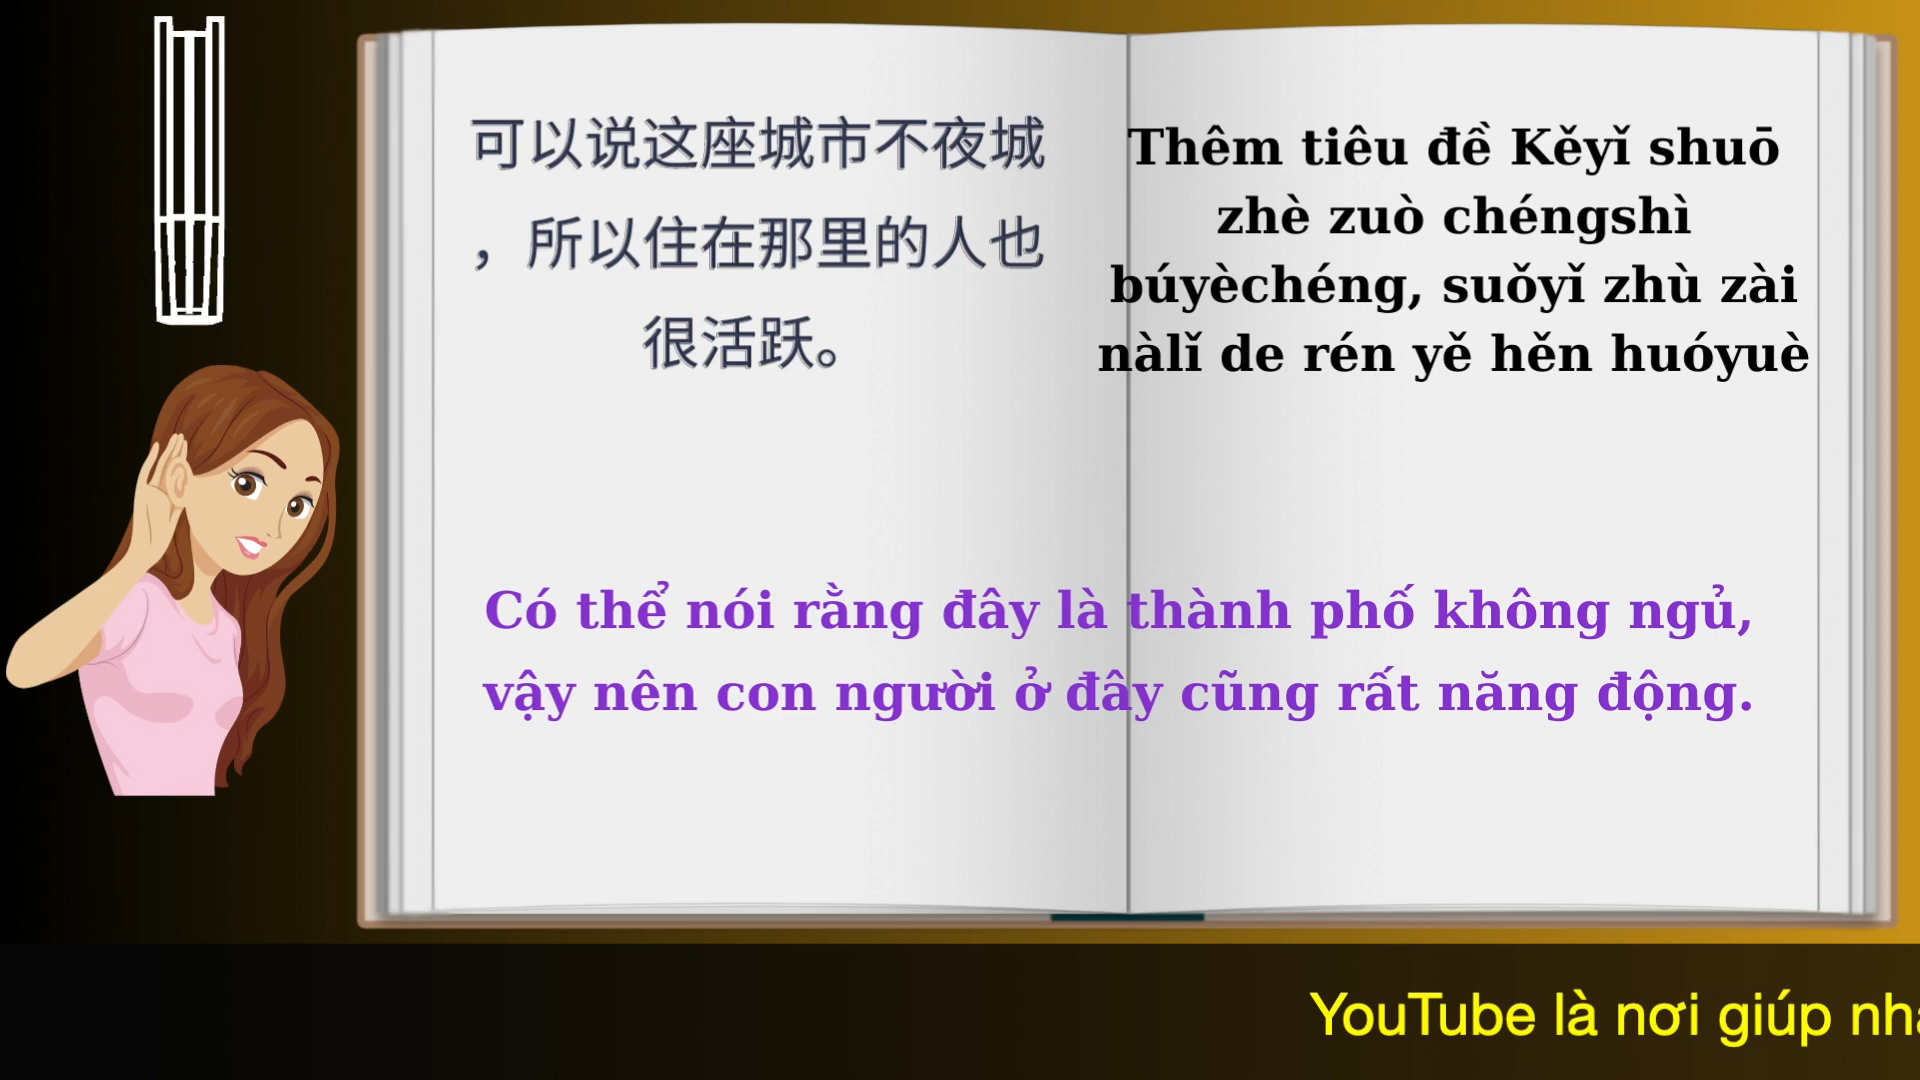 可以说这座城市不夜城
，所以住在那里的人也
很活跃。
Thêm tiêu đề Kěyǐ shuō
zhè zuò chéngshì
búyèchéng, suǒyǐ zhù zài
nàlǐ de rén yě hěn huóyuè
Có thể nói rằng đây là thành phố không ngủ,
vậy nên con người ở đây cũng rất năng động.
YouTube là nơi giúp